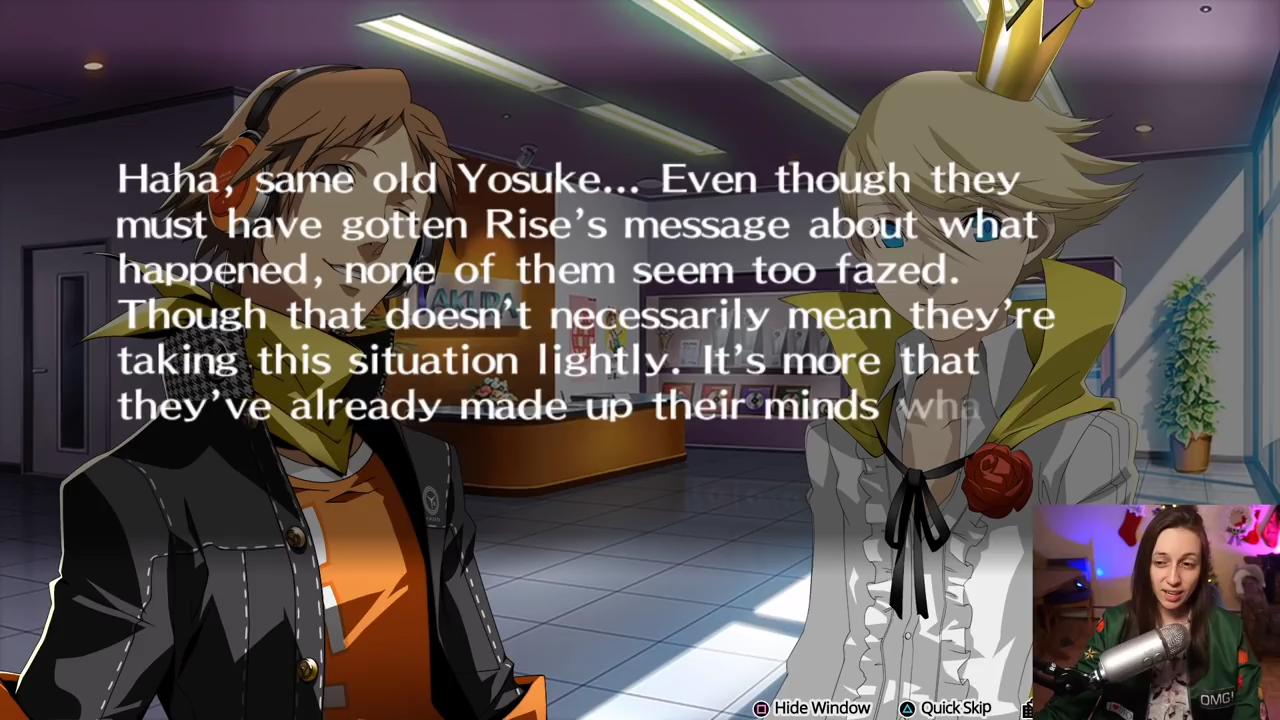 Haha, same old Yosuke... Even though they
must have gotten Rise's message about what
happened, none of them seem too fazed.
Though that doesn't necessarily mean they're
taking this situation lightly. It's more that
they've already made up their minds wha
Hide Window
Quick Skip
OMG!